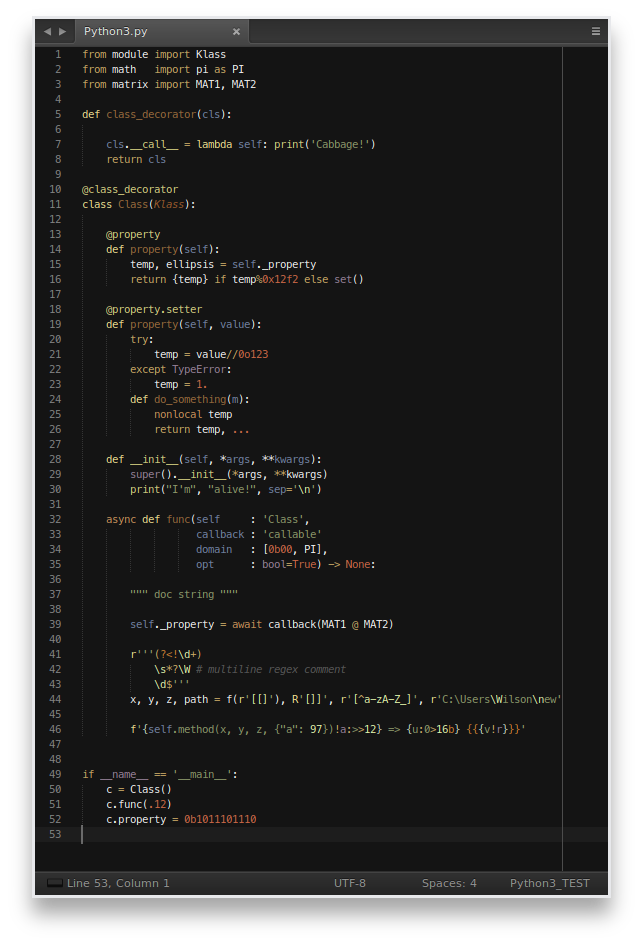 Python3.py
1 from module import Klass
2 from math   import pi as PI
3 from matrix import MAT1, MAT2
4
5 def class_decorator(cls):
6
7     cls.__call__ = lambda self: print('Cabbage!')
8     return cls
9
10 @class_decorator
11 class Class(Klass):
12
13     @property
14     def property(self):
15         temp, ellipsis = self._property
16         return {temp} if temp%0x12f2 else set()
17
18     @property.setter
19     def property(self, value):
20         try:
21             temp = value//0o123
22         except TypeError:
23             temp = 1.
24         def do_something(m):
25             nonlocal temp
26             return temp, ...
27
28     def __init__(self, *args, **kwargs):
29         super().__init__(*args, **kwargs)
30         print("I'm", "alive!", sep='\n')
31
32     async def func(self     : 'Class',
33                    callback : 'callable'
34                    domain   : [0b00, PI],
35                    opt      : bool=True) -> None:
36
37         """ doc string """
38
39         self._property = await callback(MAT1 @ MAT2)
40
41         r'''(?<!\d+)
42             \s*?\W # multiline regex comment
43             \d$'''
44         x, y, z, path = f(r'[[]'), R'[]]', r'[^a-zA-Z_]', r'C:\Users\Wilson\new'
45
46         f'{self.method(x, y, z, {"a": 97})!a:>>12} => {u:0>16b} {{{v!r}}}'
47
48
49 if __name__ == '__main__':
50     c = Class()
51     c.func(.12)
52     c.property = 0b1011101110
53
Line 53, Column 1
UTF-8
Spaces: 4
Python3_TEST